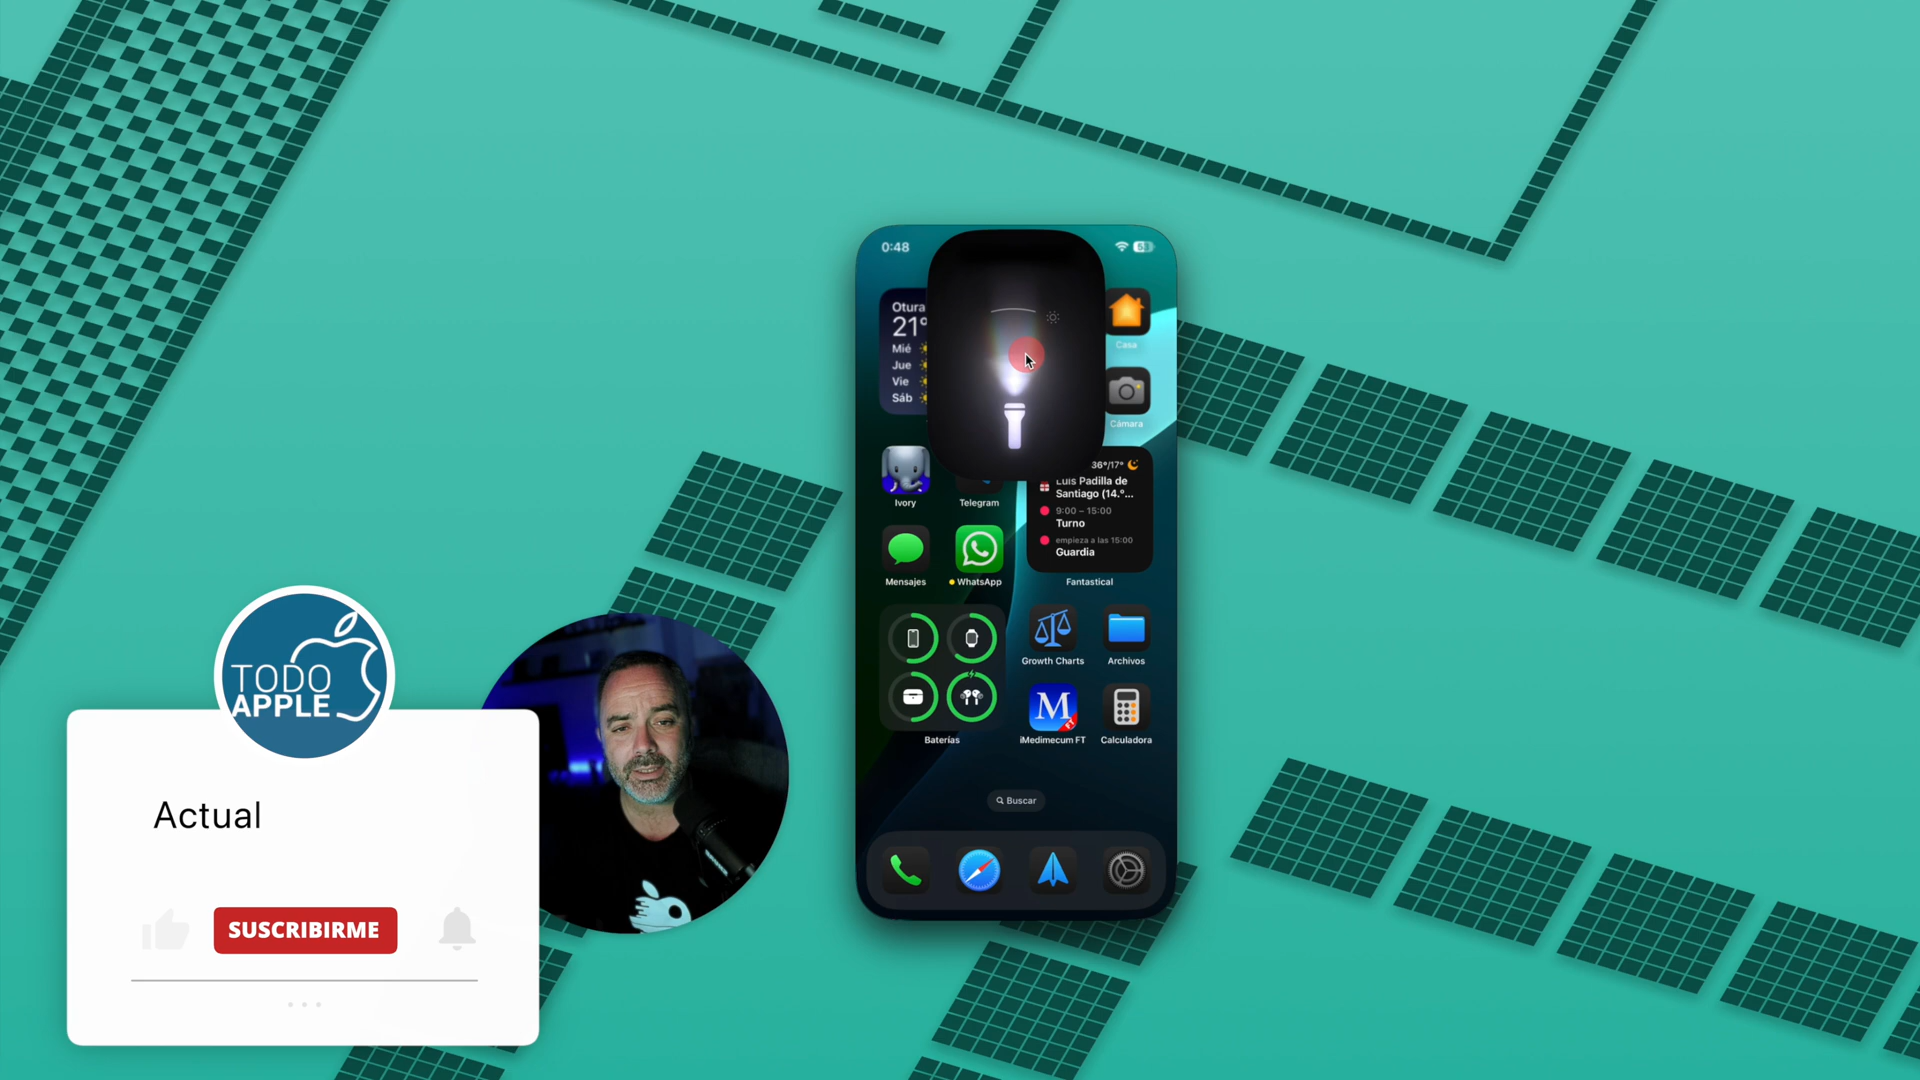 0:48
53
Otura
21°
Mié
Jue
Vie
Sáb
Casa
Cámara
Ivory
Telegram
36°/17°
Luis Padilla de
Santiago (14.º...
9:00 – 15:00
Turno
empieza a las 15:00
Guardia
Mensajes
WhatsApp
Fantastical
Growth Charts
Archivos
M
FT
Baterías
iMedimecum FT
Calculadora
Buscar
TODO
APPLE
Actual
SUSCRIBIRME